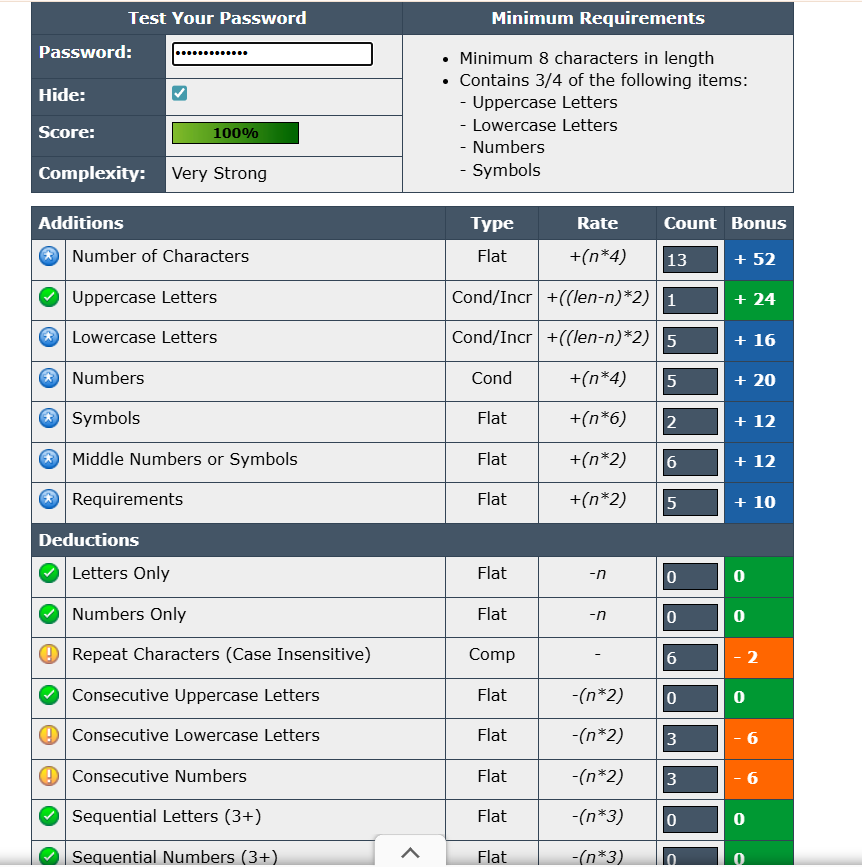 Test Your Password
Minimum Requirements
Password: •••••••••••••
• Minimum 8 characters in length
• Contains 3/4 of the following items:
- Uppercase Letters
- Lowercase Letters
- Numbers
- Symbols
Hide:
Score: 100%
Complexity: Very Strong
Additions Type Rate Count Bonus
Number of Characters Flat +(n*4) 13 + 52
Uppercase Letters Cond/Incr +((len-n)*2) 1 + 24
Lowercase Letters Cond/Incr +((len-n)*2) 5 + 16
Numbers Cond +(n*4) 5 + 20
Symbols Flat +(n*6) 2 + 12
Middle Numbers or Symbols Flat +(n*2) 6 + 12
Requirements Flat +(n*2) 5 + 10
Deductions
Letters Only Flat -n 0 0
Numbers Only Flat -n 0 0
Repeat Characters (Case Insensitive) Comp - 6 - 2
Consecutive Uppercase Letters Flat -(n*2) 0 0
Consecutive Lowercase Letters Flat -(n*2) 3 - 6
Consecutive Numbers Flat -(n*2) 3 - 6
Sequential Letters (3+) Flat -(n*3) 0 0
Sequential Numbers (3+) Flat -(n*3) 0 0